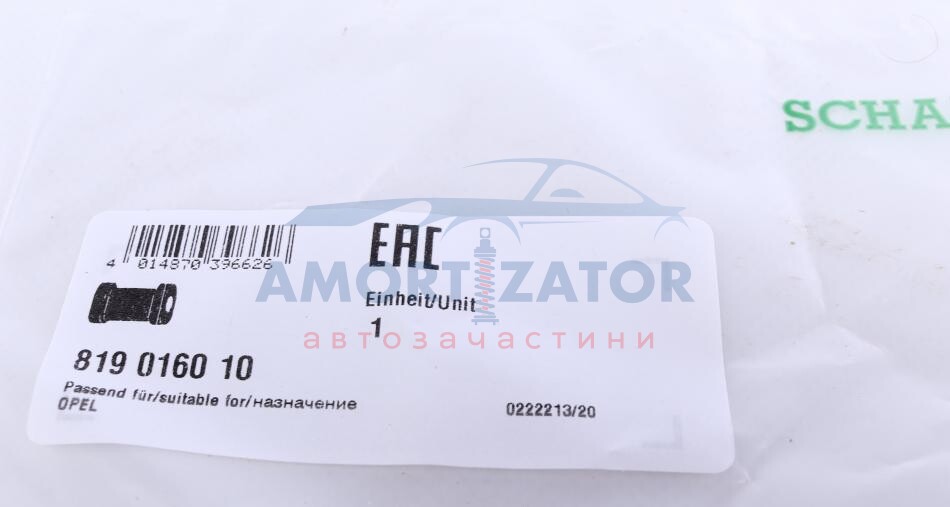 SCHA
EAC
4 014870 396626
AMORTIZATOR
Einheit/Unit
1
автозапчастини
819 0160 10
Passend für/suitable for/назначение
OPEL
0222213/20